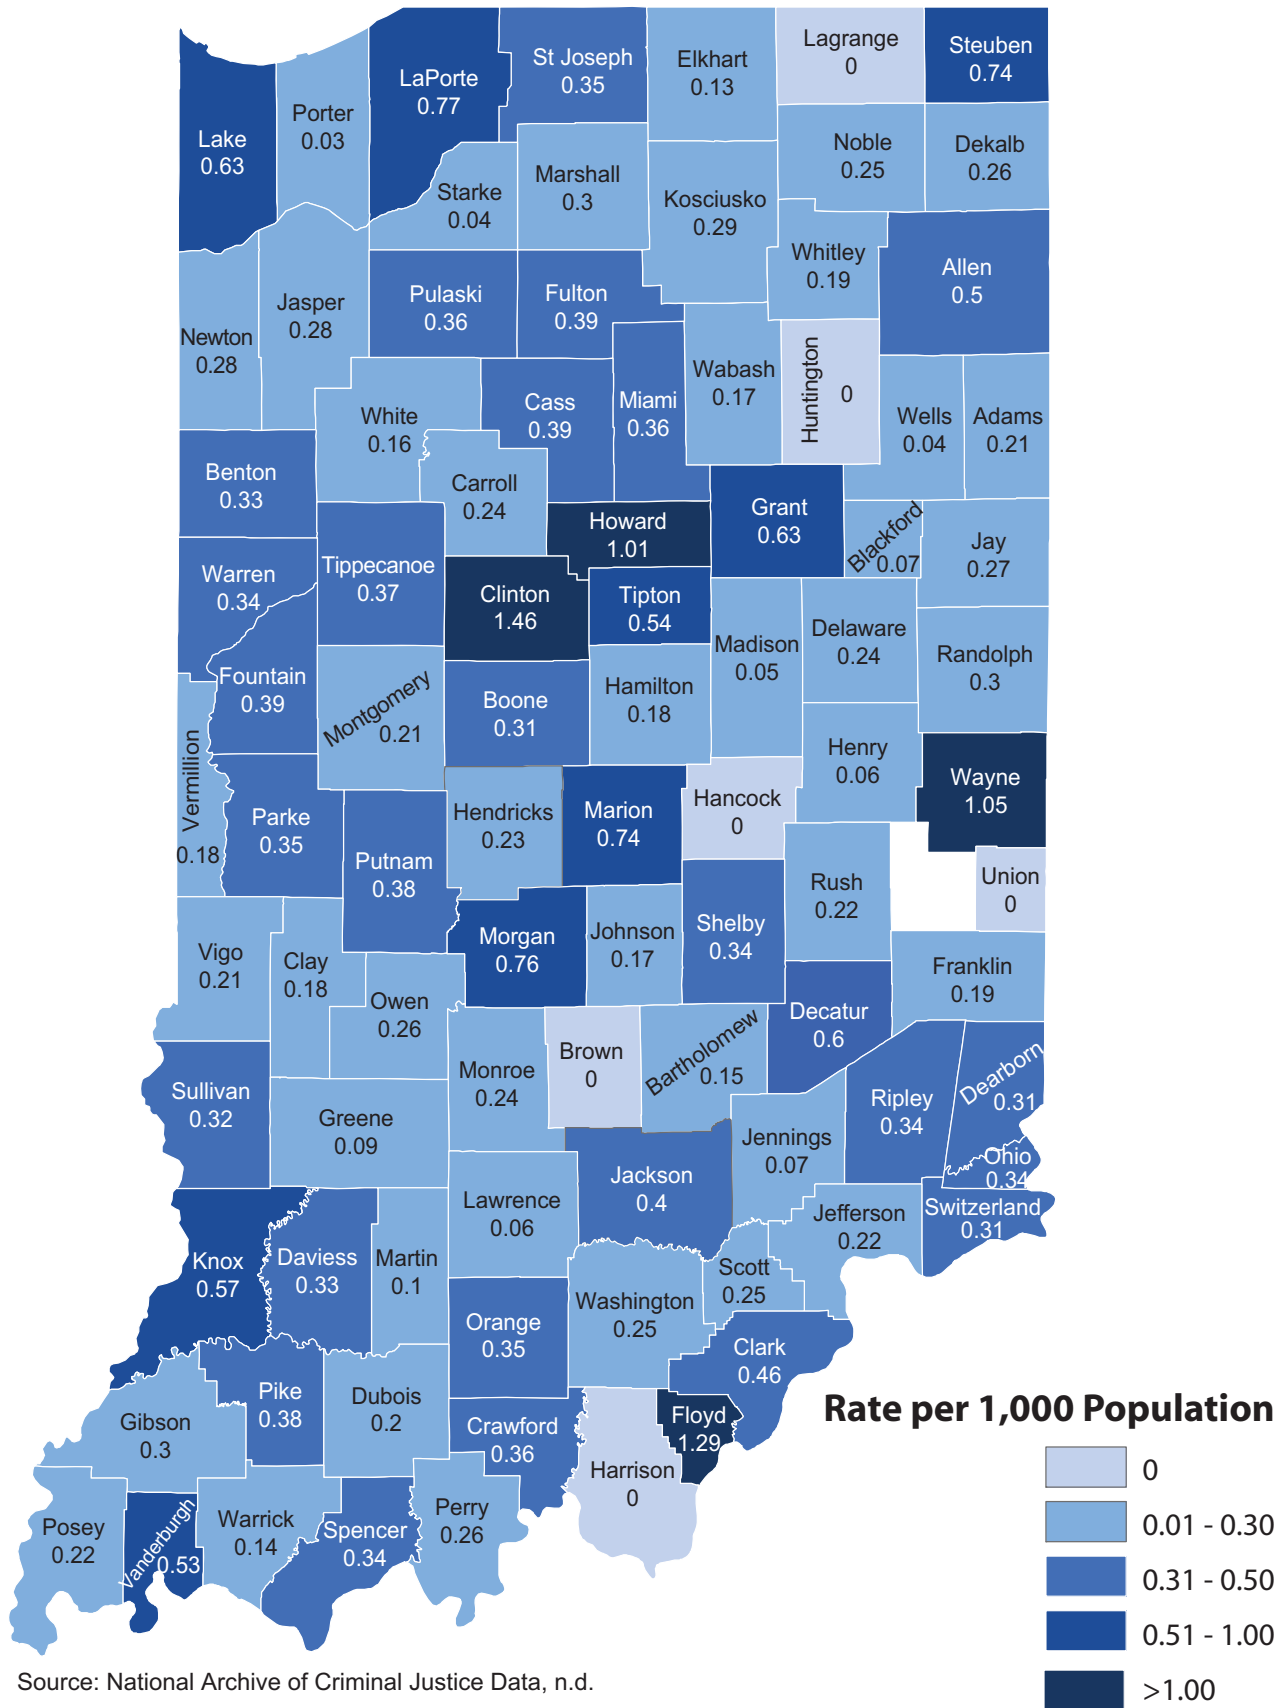 Lagrange
0
Steuben
0.74
St Joseph
0.35
Elkhart
0.13
LaPorte
0.77
Porter
0.03
Lake
0.63
Noble
0.25
Dekalb
0.26
Marshall
0.3
Starke
0.04
Kosciusko
0.29
Whitley
0.19
Allen
0.5
Pulaski
0.36
Fulton
0.39
Jasper
0.28
Newton
0.28
Wabash
0.17
Huntington
0
Miami
0.36
Cass
0.39
White
0.16
Wells
0.04
Adams
0.21
Benton
0.33
Carroll
0.24
Howard
1.01
Grant
0.63
Blackford
0.07
Jay
0.27
Warren
0.34
Tippecanoe
0.37
Clinton
1.46
Tipton
0.54
Madison
0.05
Delaware
0.24
Randolph
0.3
Fountain
0.39
Montgomery
0.21
Boone
0.31
Hamilton
0.18
Henry
0.06
Wayne
1.05
Vermillion
0.18
Parke
0.35
Putnam
0.38
Hendricks
0.23
Marion
0.74
Hancock
0
Rush
0.22
Union
0
Vigo
0.21
Clay
0.18
Owen
0.26
Morgan
0.76
Johnson
0.17
Shelby
0.34
Franklin
0.19
Decatur
0.6
Sullivan
0.32
Greene
0.09
Monroe
0.24
Brown
0
Bartholomew
0.15
Ripley
0.34
Dearborn
0.31
Ohio
0.34
Jennings
0.07
Jackson
0.4
Lawrence
0.06
Switzerland
0.31
Jefferson
0.22
Knox
0.57
Daviess
0.33
Martin
0.1
Scott
0.25
Washington
0.25
Orange
0.35
Clark
0.46
Pike
0.38
Dubois
0.2
Gibson
0.3
Crawford
0.36
Floyd
1.29
Harrison
0
Posey
0.22
Vanderburgh
0.53
Warrick
0.14
Spencer
0.34
Perry
0.26
Rate per 1,000 Population
0
0.01 - 0.30
0.31 - 0.50
0.51 - 1.00
>1.00
Source: National Archive of Criminal Justice Data, n.d.